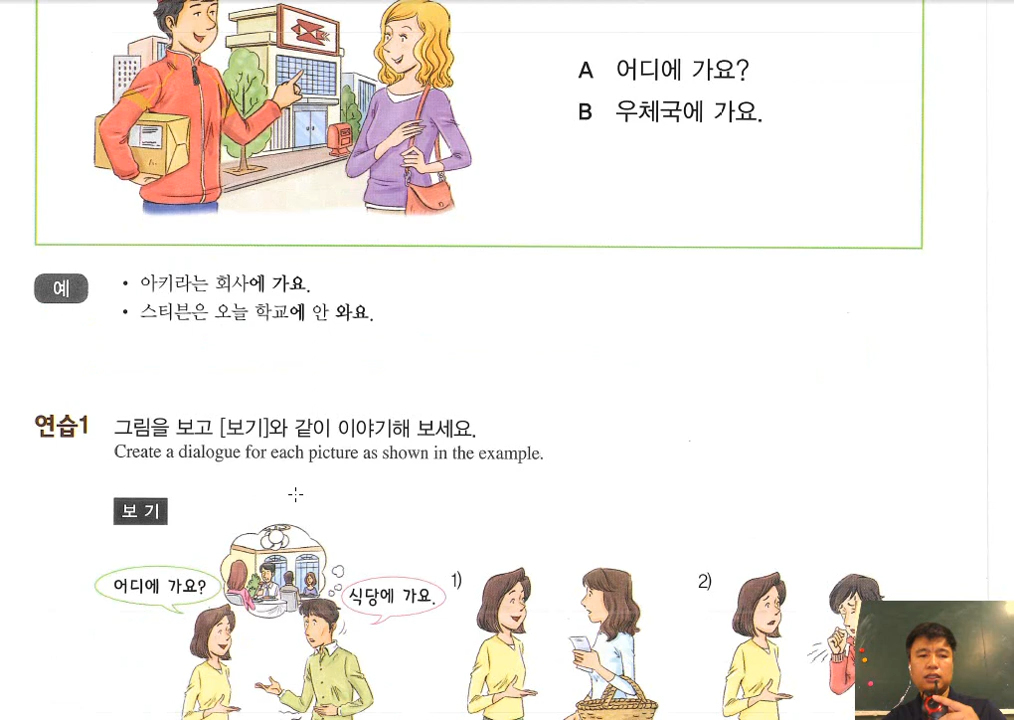 A 어디에 가요?
B 우체국에 가요.
예
• 아키라는 회사에 가요.
• 스티븐은 오늘 학교에 안 와요.
연습1 그림을 보고 [보기]와 같이 이야기해 보세요.
Create a dialogue for each picture as shown in the example.
보기
어디에 가요?
식당에 가요.
1)
2)